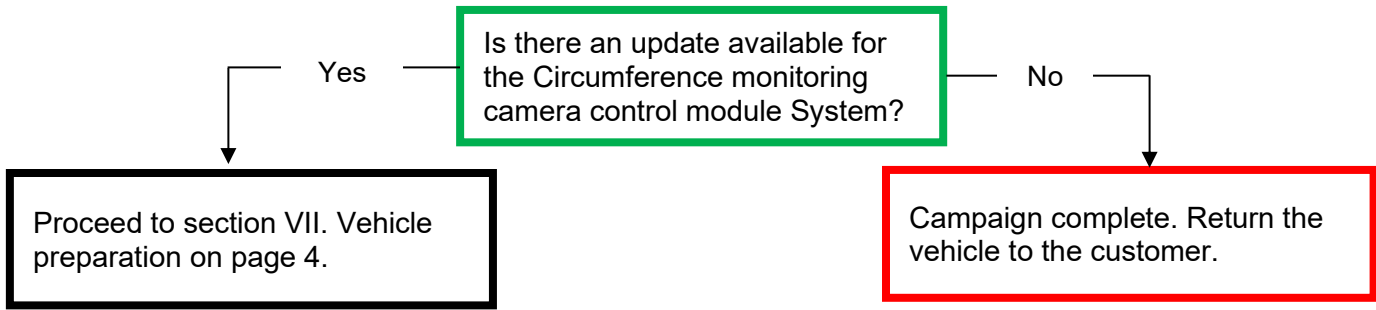 Is there an update available for
the Circumference monitoring
camera control module System?
Yes
No
Proceed to section VII. Vehicle
preparation on page 4.
Campaign complete. Return the
vehicle to the customer.